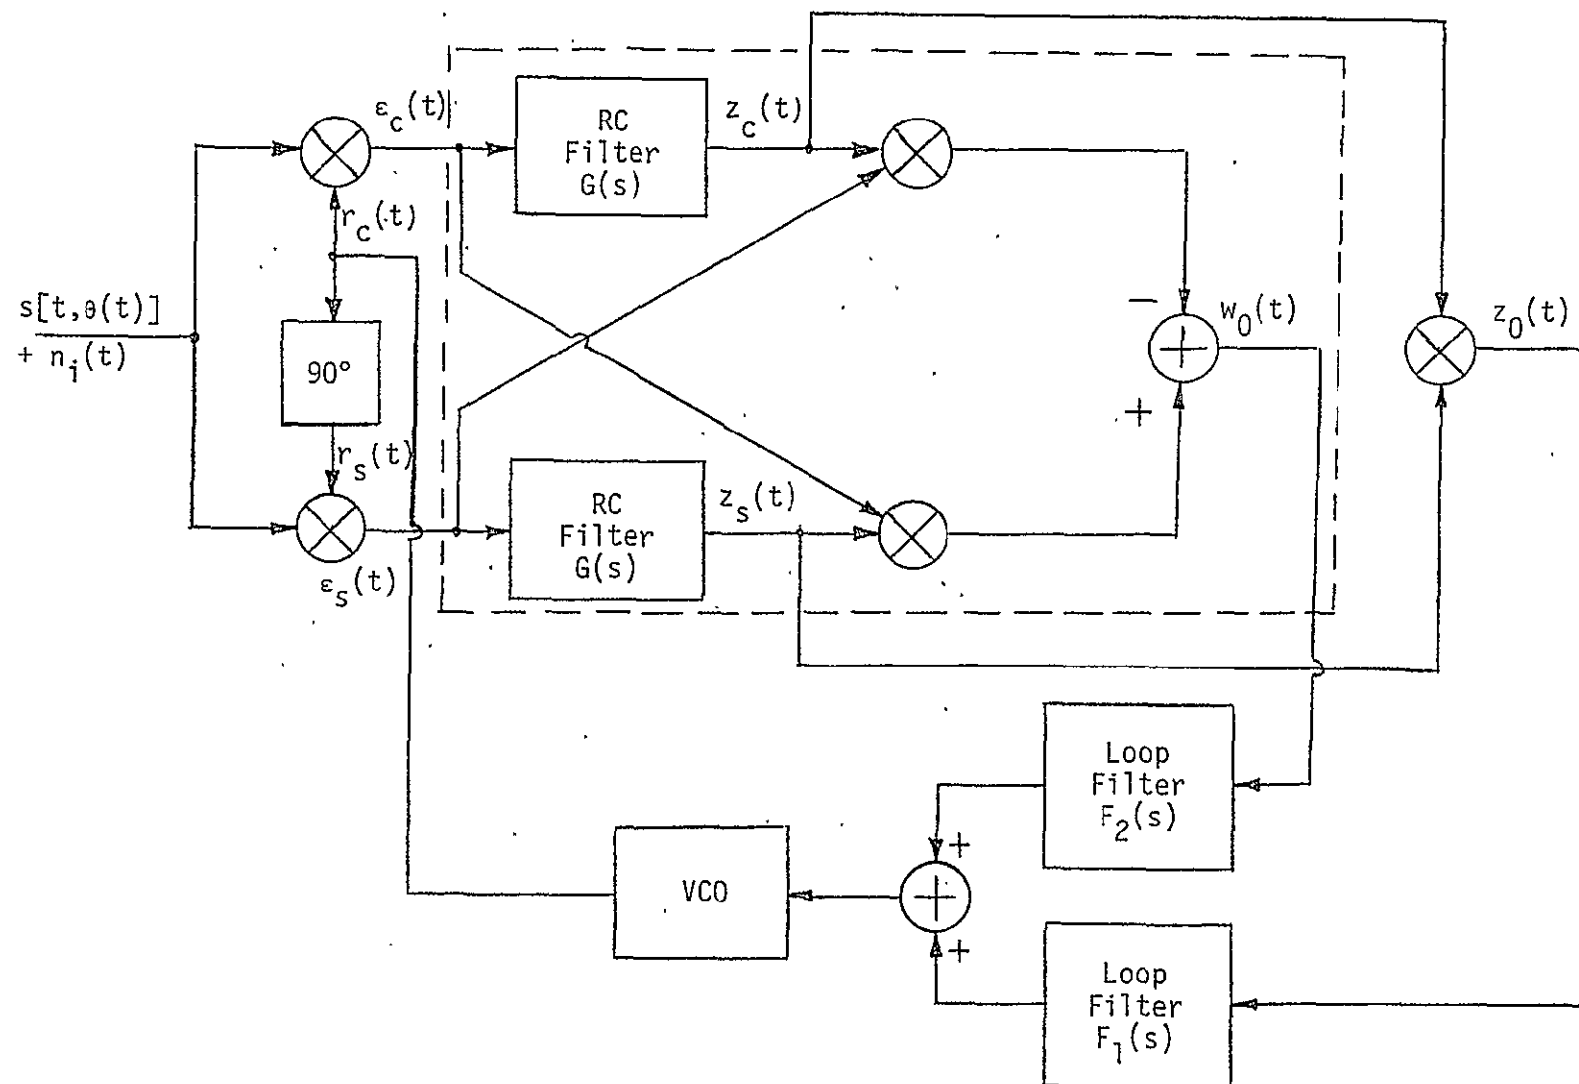 ε_c(t)
RC
Filter
G(s)
z_c(t)
r_c(t)
s[t,θ(t)]
+ n_i(t)
90°
r_s(t)
ε_s(t)
RC
Filter
G(s)
z_s(t)
−
+
w_0(t)
z_0(t)
Loop
Filter
F_2(s)
+
+
VCO
Loop
Filter
F_1(s)